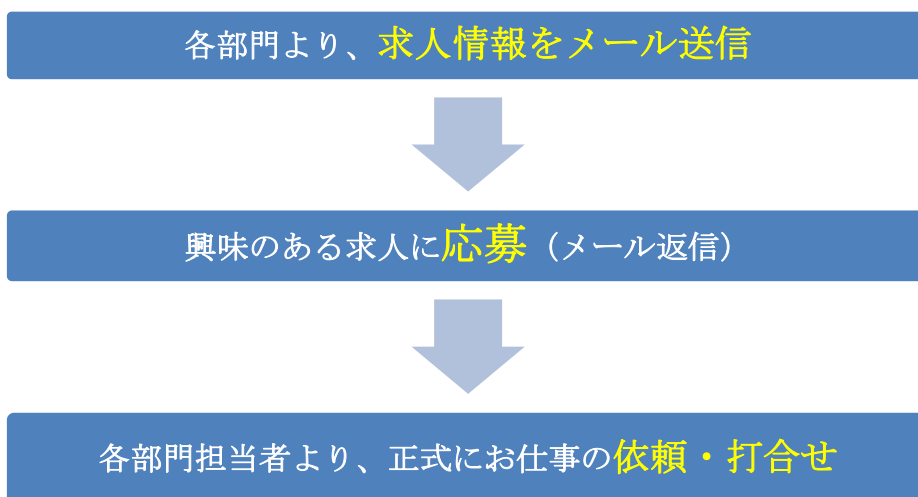 各部門より、求人情報をメール送信
興味のある求人に応募（メール返信）
各部門担当者より、正式にお仕事の依頼・打合せ